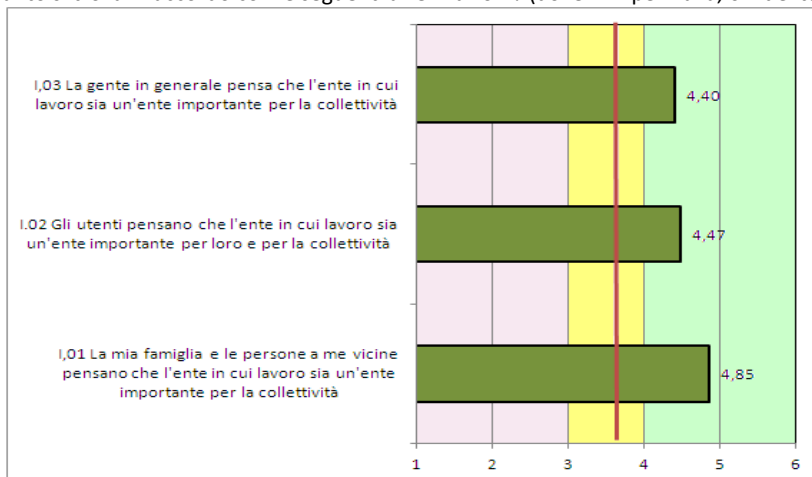 I,03 La gente in generale pensa che l'ente in cui
lavoro sia un'ente importante per la collettività
4,40
I.02 Gli utenti pensano che l'ente in cui lavoro sia
un'ente importante per loro e per la collettività
4,47
I,01 La mia famiglia e le persone a me vicine
pensano che l'ente in cui lavoro sia un'ente
importante per la collettività
4,85
1 2 3 4 5 6